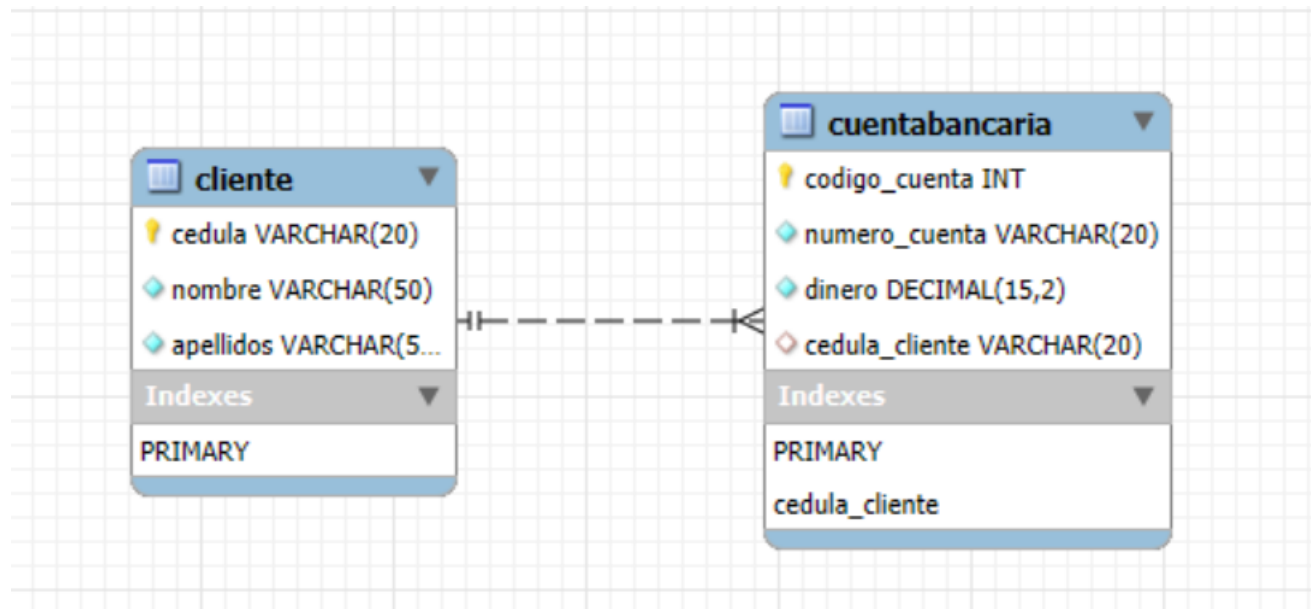 cliente
cedula VARCHAR(20)
nombre VARCHAR(50)
apellidos VARCHAR(5...
Indexes
PRIMARY
cuentabancaria
codigo_cuenta INT
numero_cuenta VARCHAR(20)
dinero DECIMAL(15,2)
cedula_cliente VARCHAR(20)
Indexes
PRIMARY
cedula_cliente